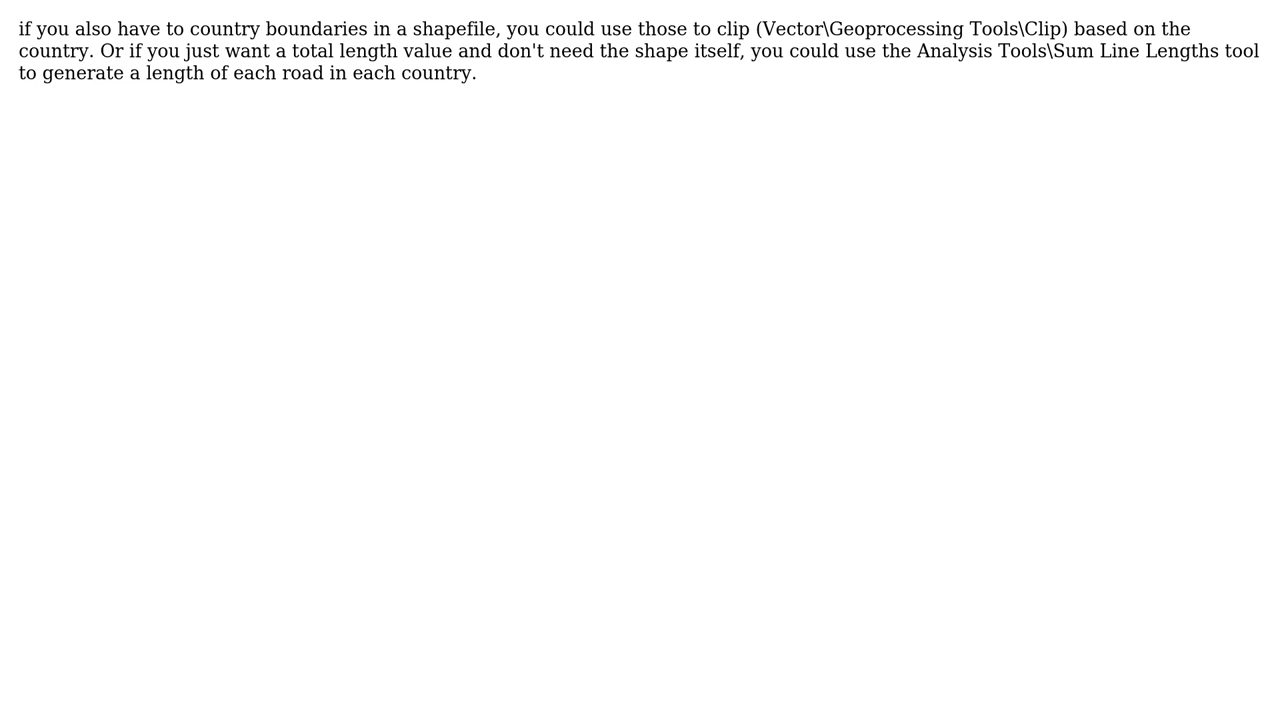 if you also have to country boundaries in a shapefile, you could use those to clip (Vector\Geoprocessing Tools\Clip) based on the
country. Or if you just want a total length value and don't need the shape itself, you could use the Analysis Tools\Sum Line Lengths tool
to generate a length of each road in each country.